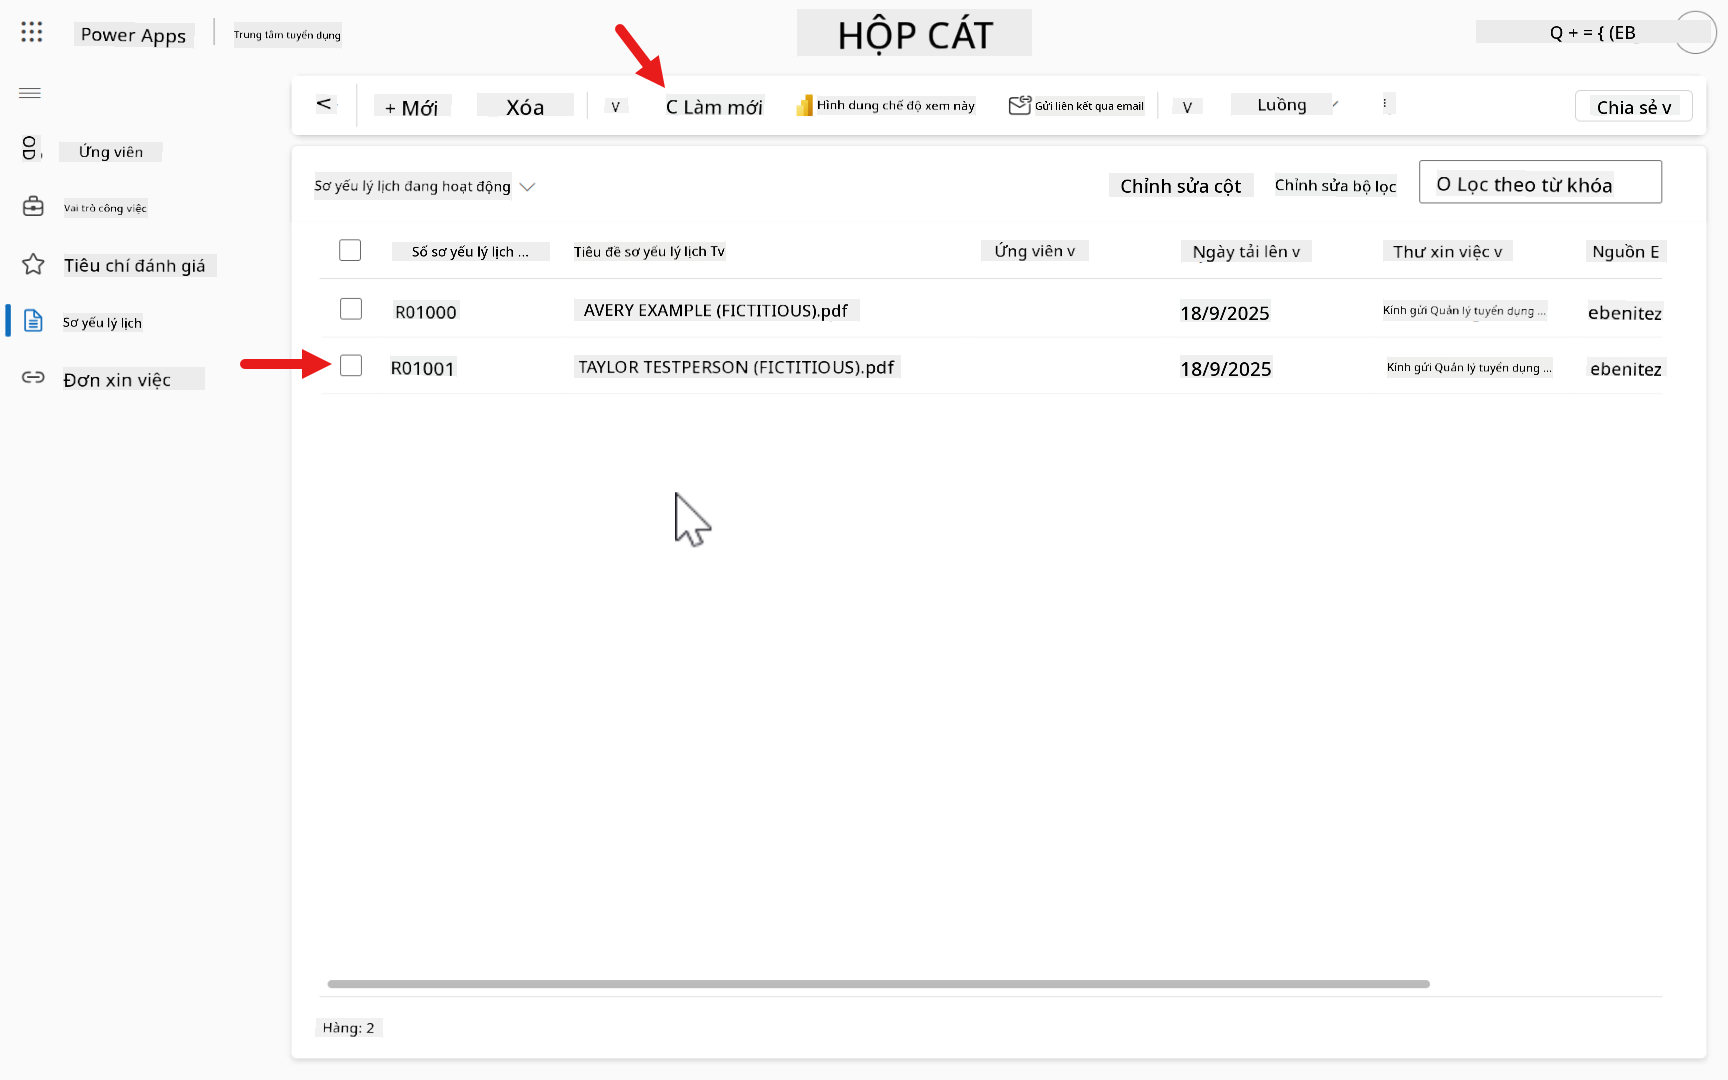 Power Apps
Trung tâm tuyển dụng
HỘP CÁT
Q + = { (EB
<
+ Mới
Xóa
V
C Làm mới
Hình dung chế độ xem này
Gửi liên kết qua email
V
Luồng
Chia sẻ v
Ứng viên
Vai trò công việc
Tiêu chí đánh giá
Sơ yếu lý lịch
Đơn xin việc
Sơ yếu lý lịch đang hoạt động
Chỉnh sửa cột
Chỉnh sửa bộ lọc
O Lọc theo từ khóa
Số sơ yếu lý lịch ...
Tiêu đề sơ yếu lý lịch Tv
Ứng viên v
Ngày tải lên v
Thư xin việc v
Nguồn E
R01000
AVERY EXAMPLE (FICTITIOUS).pdf
18/9/2025
Kính gửi Quản lý tuyển dụng ...
ebenitez
R01001
TAYLOR TESTPERSON (FICTITIOUS).pdf
18/9/2025
Kính gửi Quản lý tuyển dụng ...
ebenitez
Hàng: 2